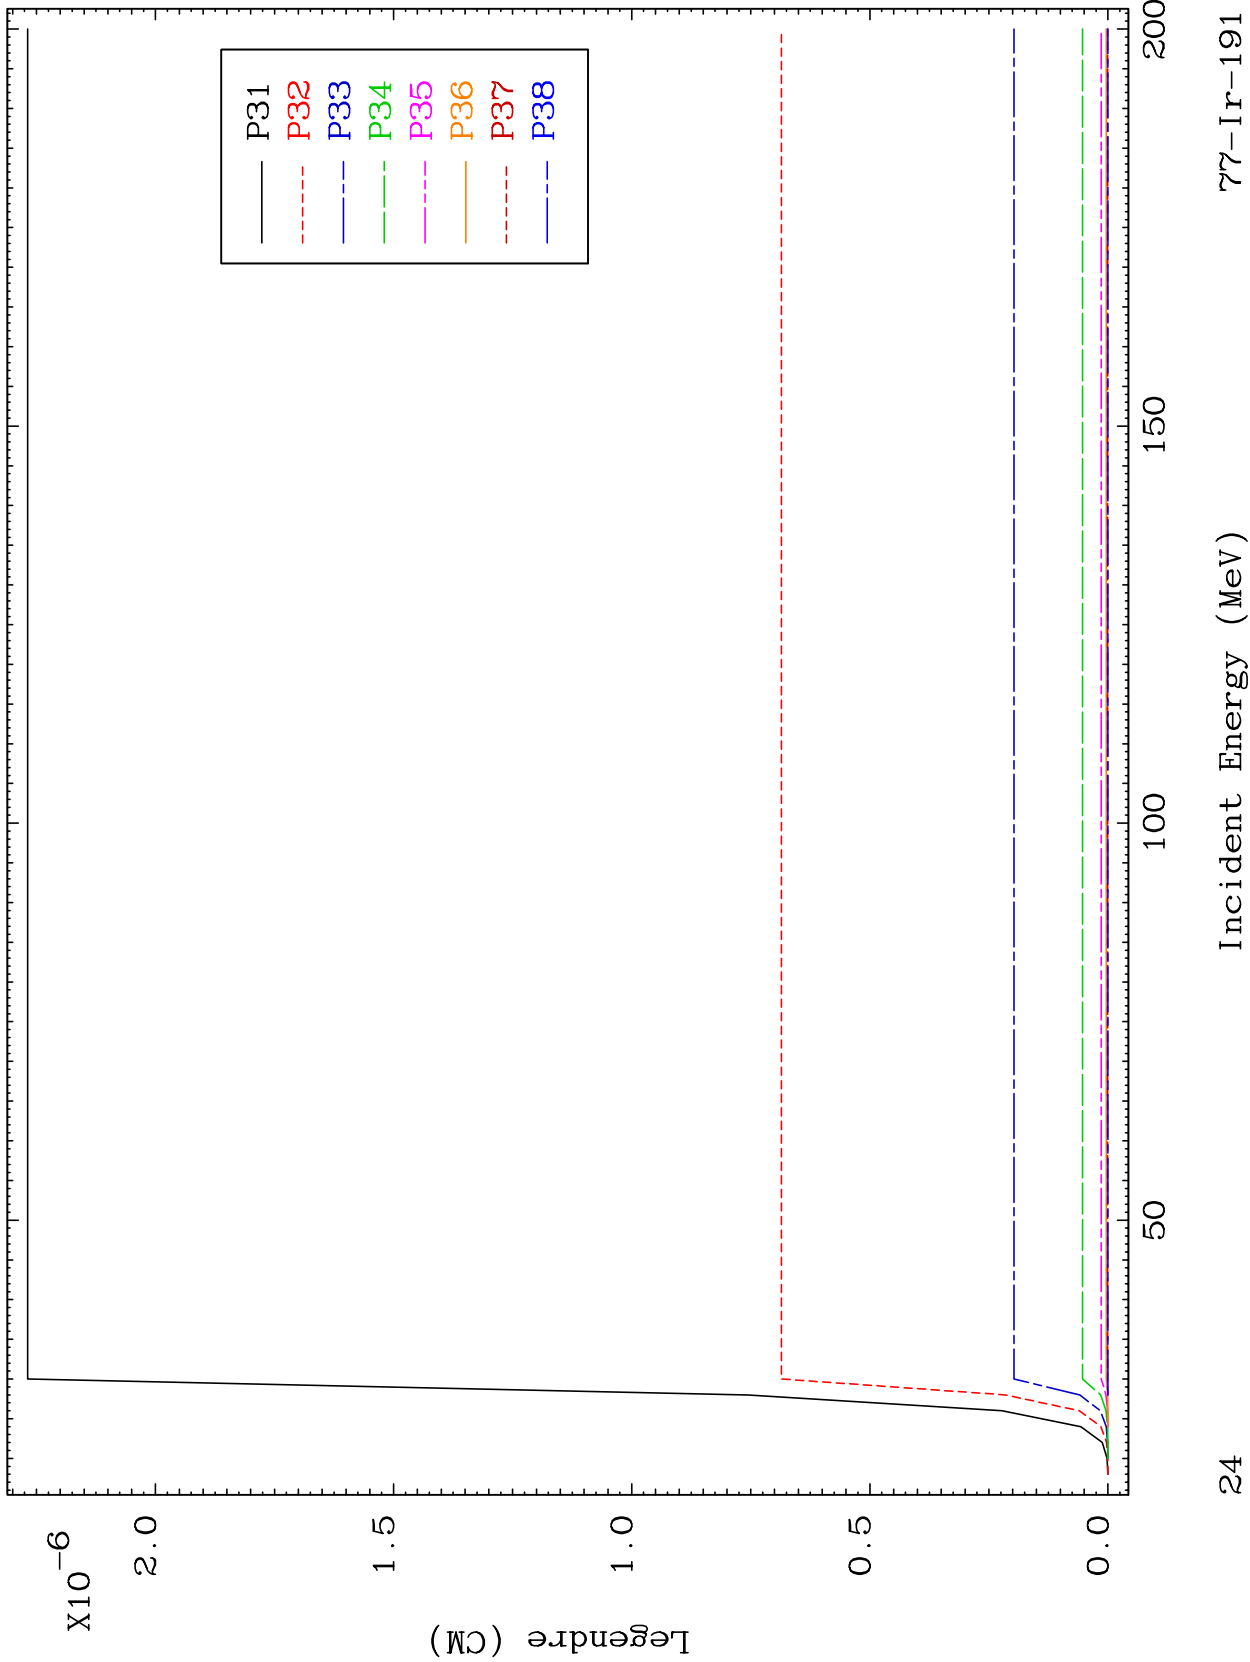 X10-6
2.0
1.5
1.0
0.5
0.0
Legendre (CM)
P31
P32
P33
P34
P35
P36
P37
P38
50
100
150
200
Incident Energy (MeV)
24
77-Ir-191